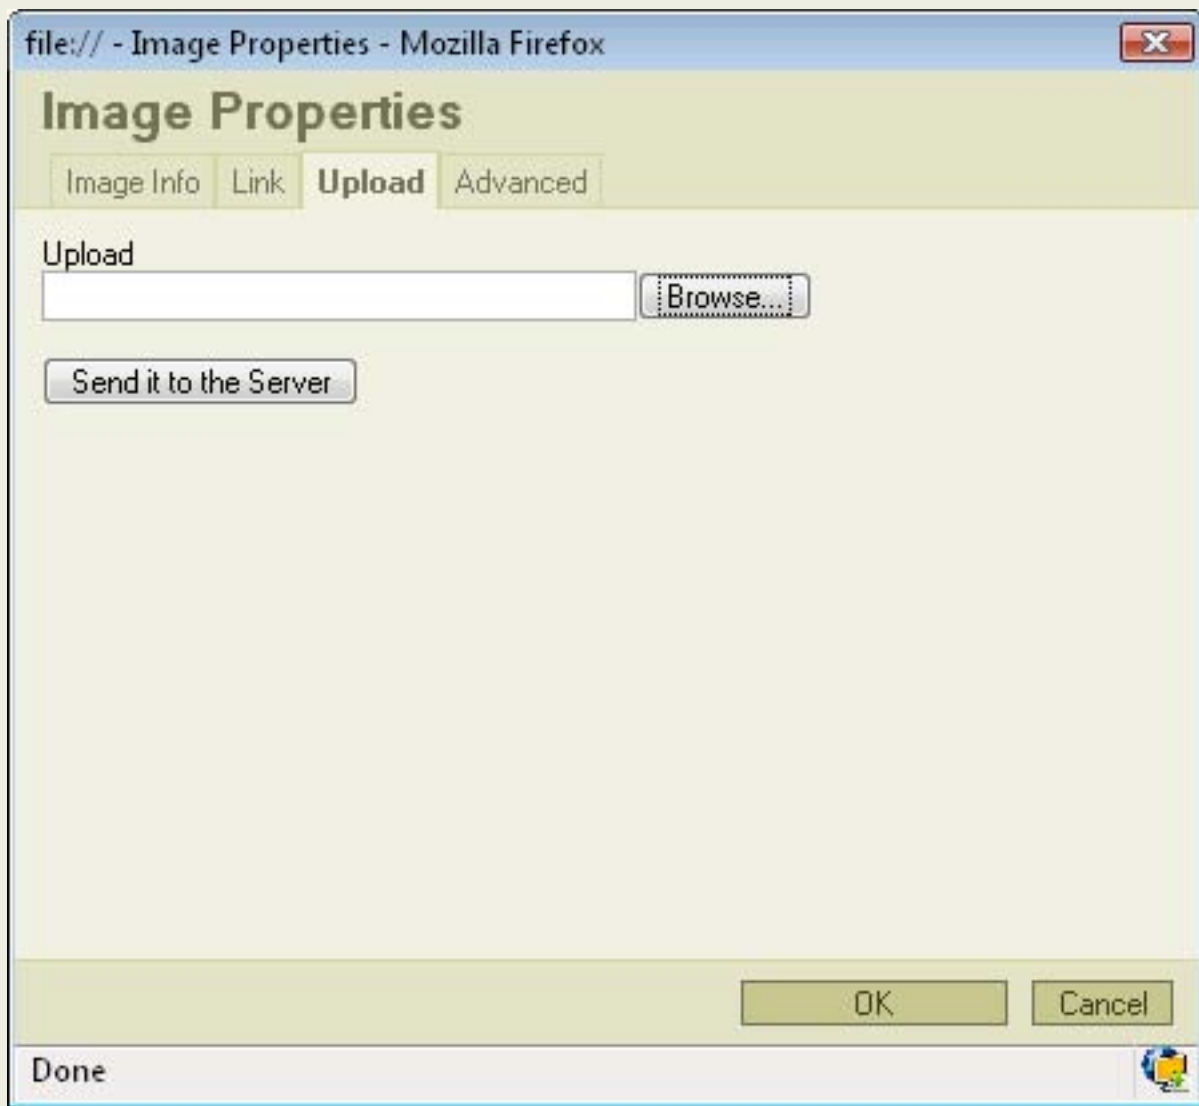 file:// - Image Properties - Mozilla Firefox
Image Properties
Image Info Link Upload Advanced
Upload
Browse...
Send it to the Server
OK Cancel
Done